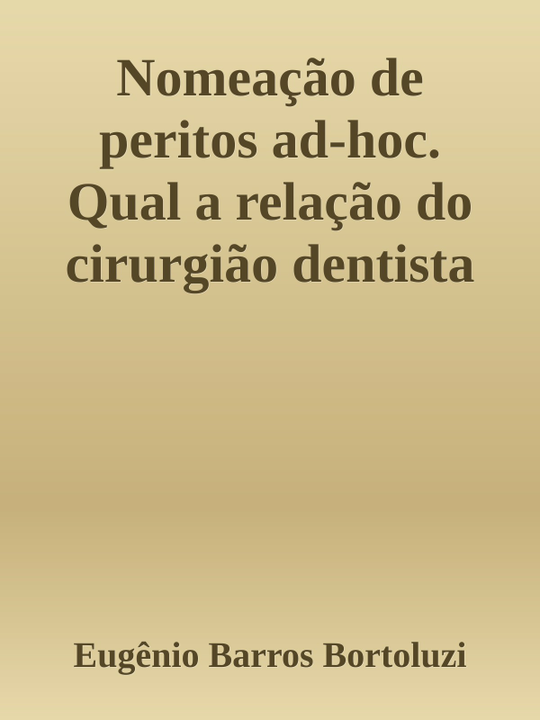 Nomeação de
peritos ad-hoc.
Qual a relação do
cirurgião dentista
Eugênio Barros Bortoluzi